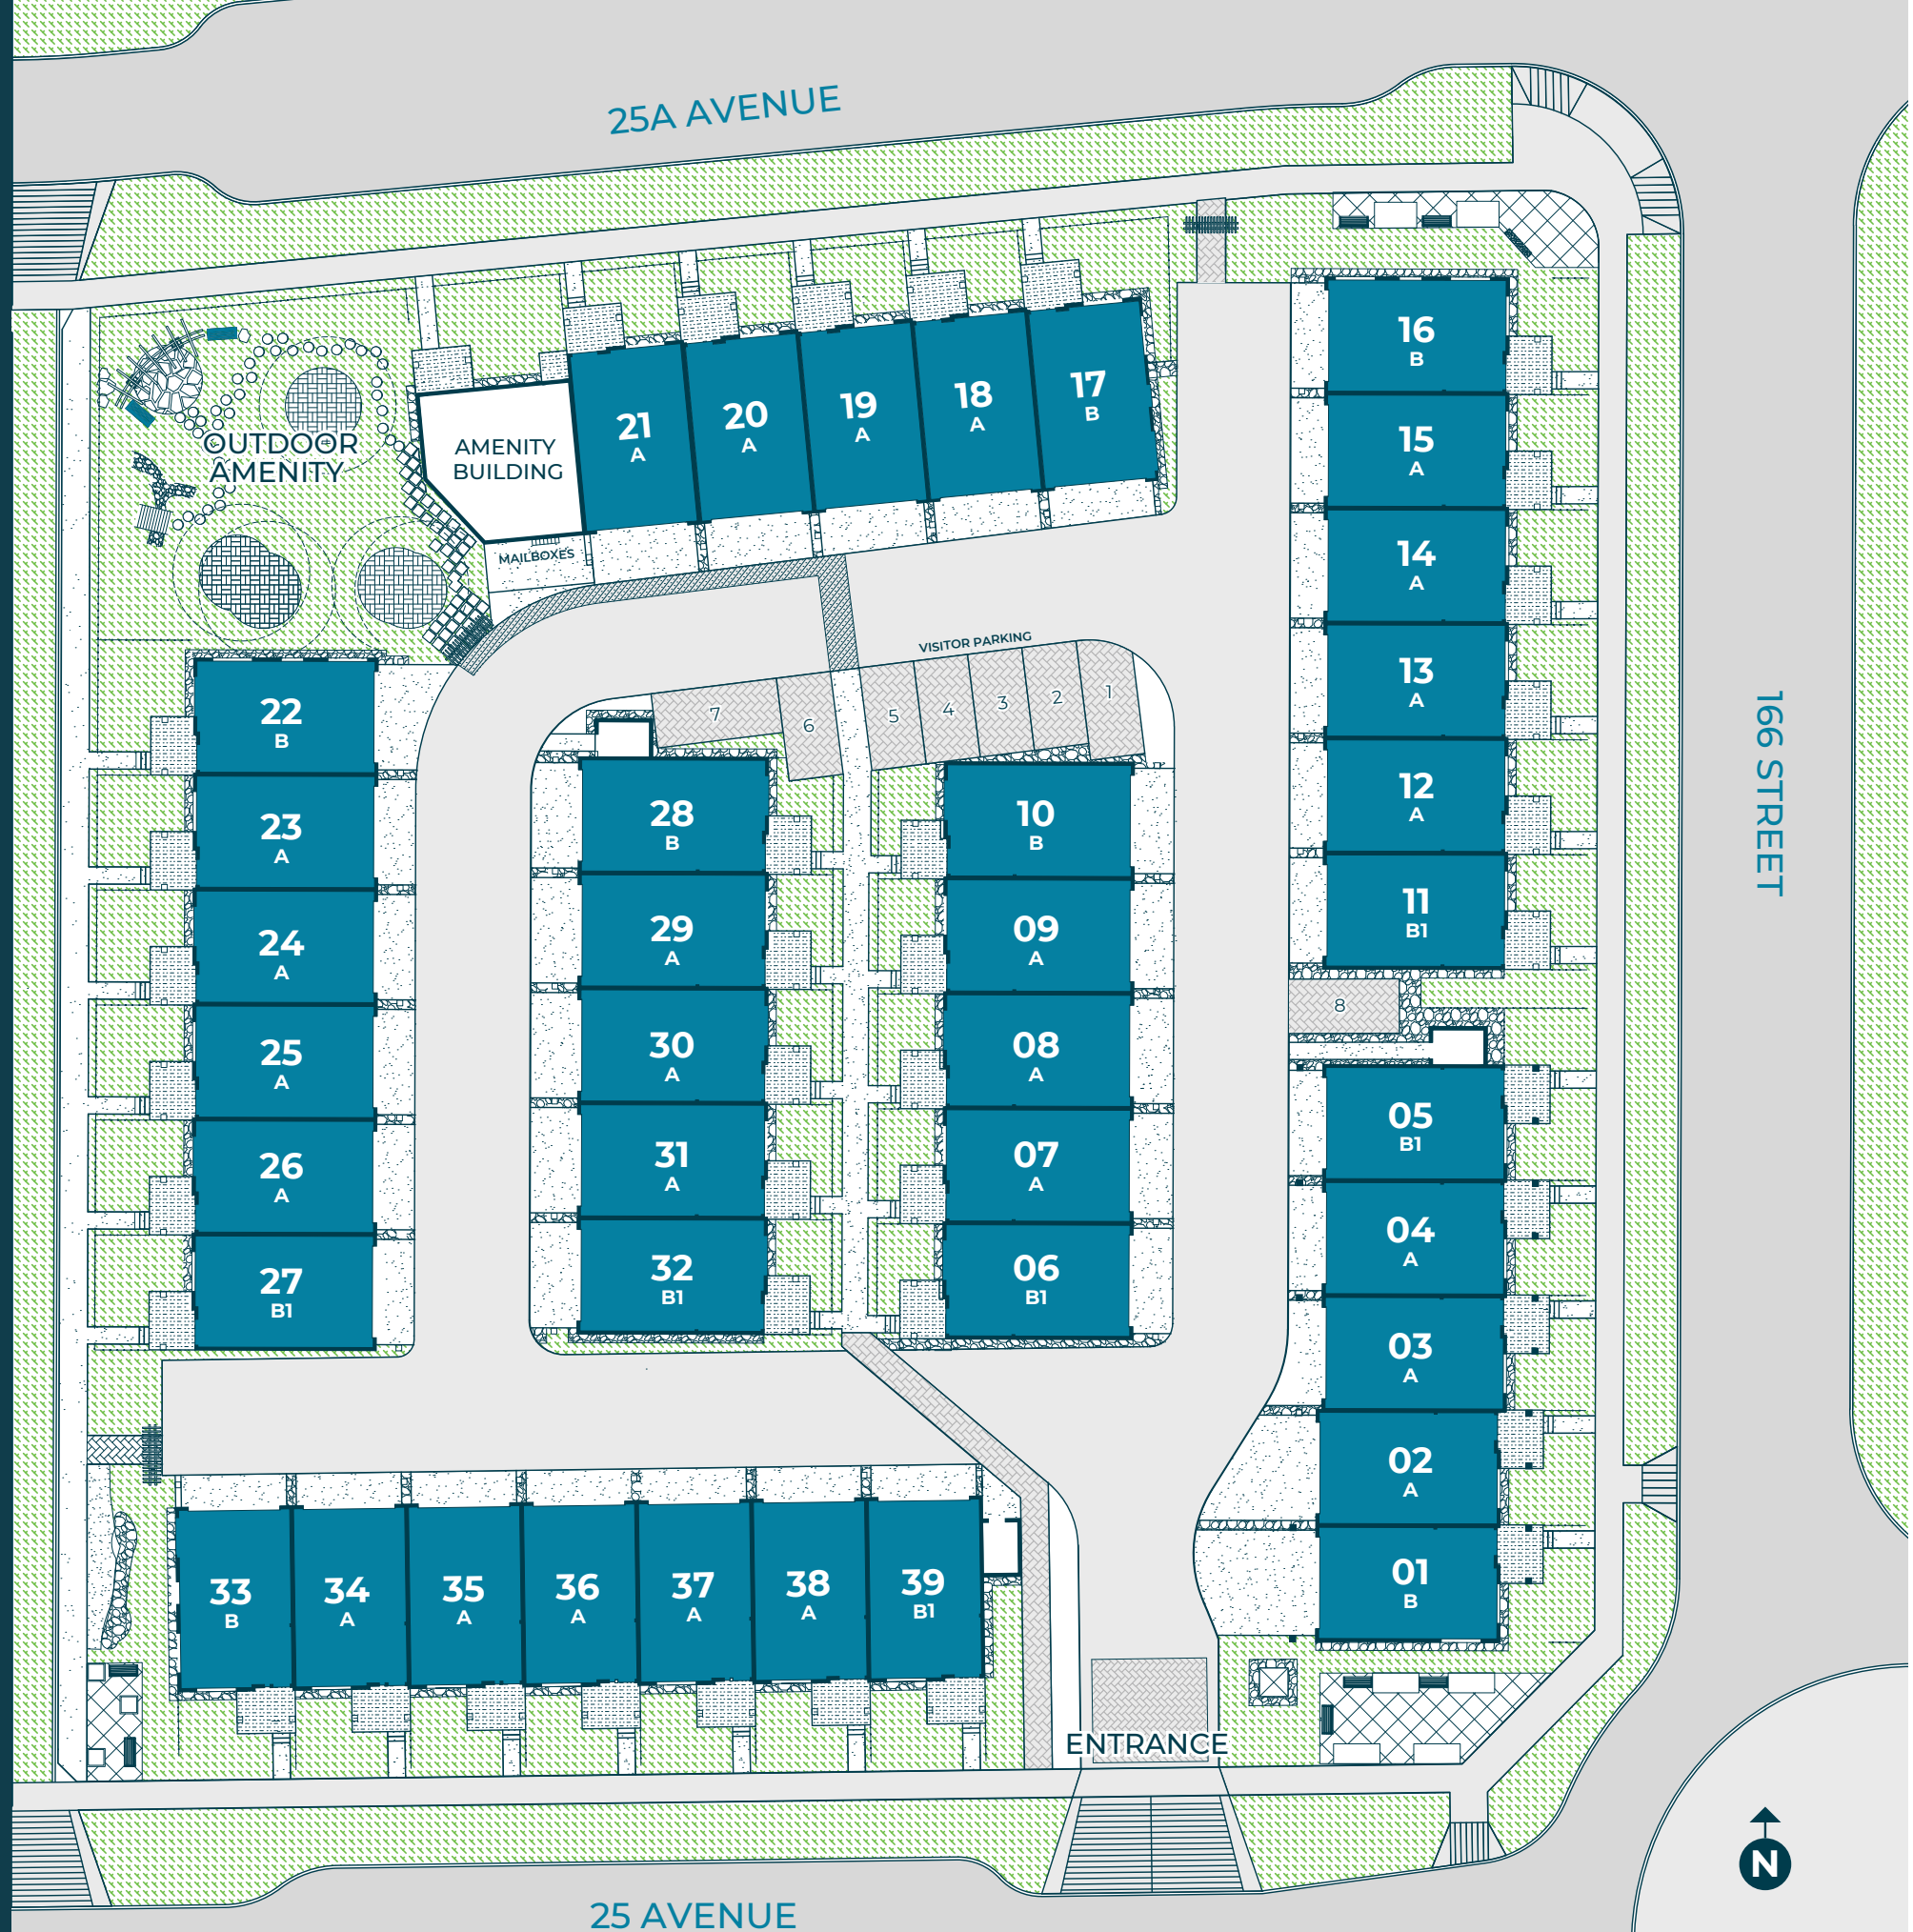 25A AVENUE
16
B
17
B
18
A
19
A
20
A
21
A
AMENITY
BUILDING
OUTDOOR
AMENITY
MAILBOXES
15
A
14
A
13
A
12
A
11
B1
166 STREET
VISITOR PARKING
7
6
5
4
3
2
1
22
B
23
A
24
A
25
A
26
A
27
B1
28
B
29
A
30
A
31
A
32
B1
10
B
09
A
08
A
07
A
06
B1
8
05
B1
04
A
03
A
02
A
01
B
33
B
34
A
35
A
36
A
37
A
38
A
39
B1
ENTRANCE
N
25 AVENUE